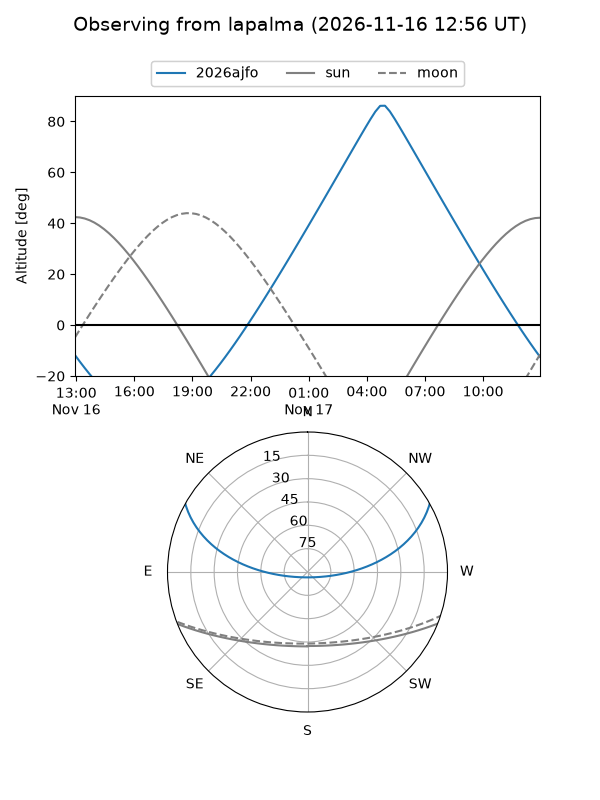 Observing from lapalma (2026-11-16 12:56 UT)
2026ajfo sun moon
Altitude [deg]
80
60
40
20
0
−20
13:00 16:00 19:00 22:00 01:00 04:00 07:00 10:00
Nov 16 Nov 17
N
NE NW
15
30
45
60
75
E W
SE SW
S